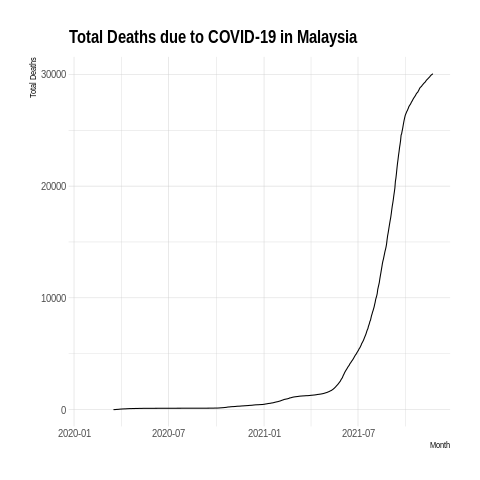 Total Deaths due to COVID-19 in Malaysia
Total Deaths
30000
20000
10000
0
2020-01 2020-07 2021-01 2021-07
Month